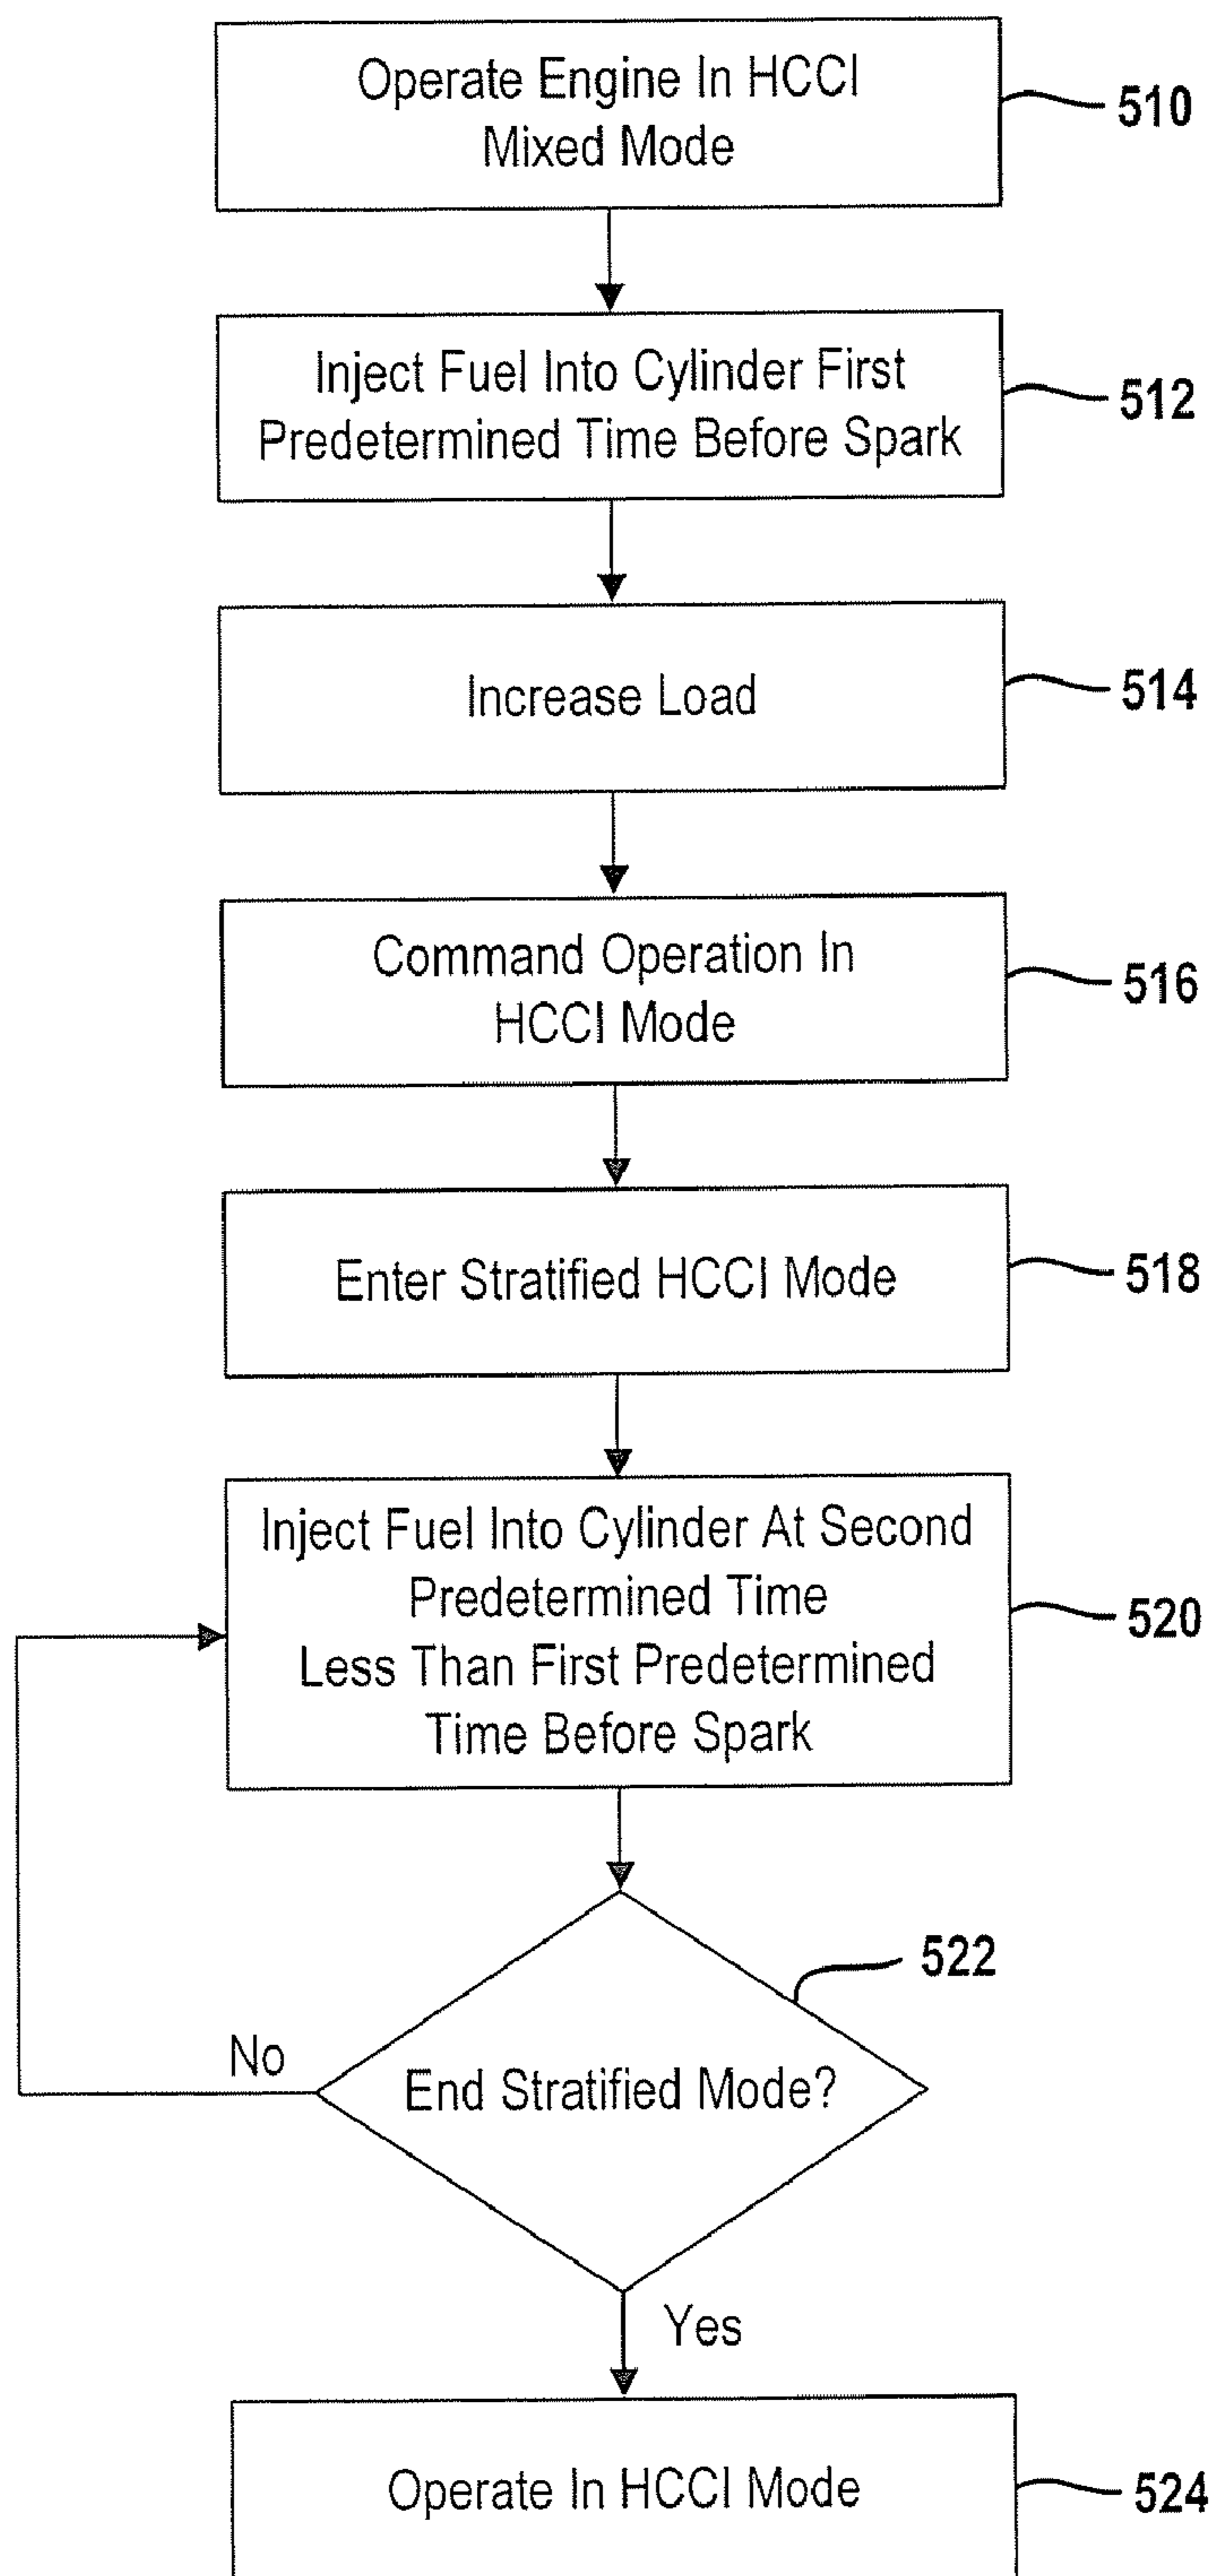 Operate Engine In HCCI
Mixed Mode
510
Inject Fuel Into Cylinder First
Predetermined Time Before Spark
512
Increase Load
514
Command Operation In
HCCI Mode
516
Enter Stratified HCCI Mode
518
Inject Fuel Into Cylinder At Second
Predetermined Time
Less Than First Predetermined
Time Before Spark
520
522
End Stratified Mode?
No
Yes
Operate In HCCI Mode
524